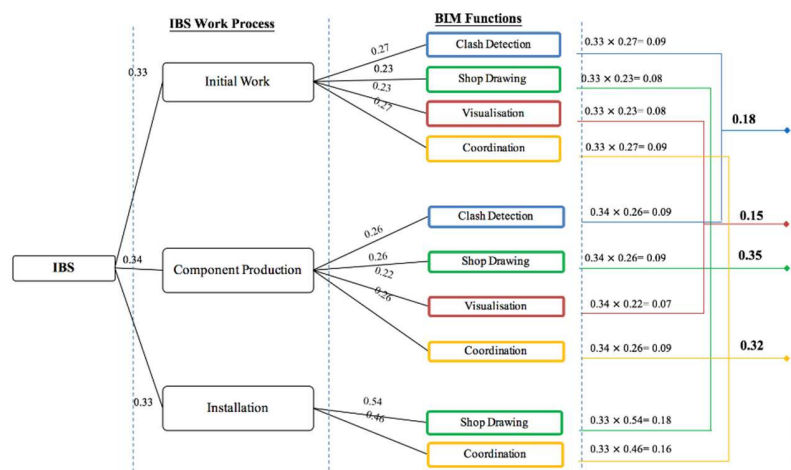 IBS Work Process
BIM Functions
0.33
Initial Work
0.27
0.23
0.23
0.27
Clash Detection
0.33 × 0.27= 0.09
Shop Drawing
0.33 × 0.23= 0.08
Visualisation
0.33 × 0.23= 0.08
0.18
Coordination
0.33 × 0.27= 0.09
IBS
0.34
Component Production
0.26
0.26
0.22
0.26
Clash Detection
0.34 × 0.26= 0.09
0.15
Shop Drawing
0.34 × 0.26= 0.09
0.35
Visualisation
0.34 × 0.22= 0.07
Coordination
0.34 × 0.26= 0.09
0.32
0.33
Installation
0.54
0.46
Shop Drawing
0.33 × 0.54= 0.18
Coordination
0.33 × 0.46= 0.16